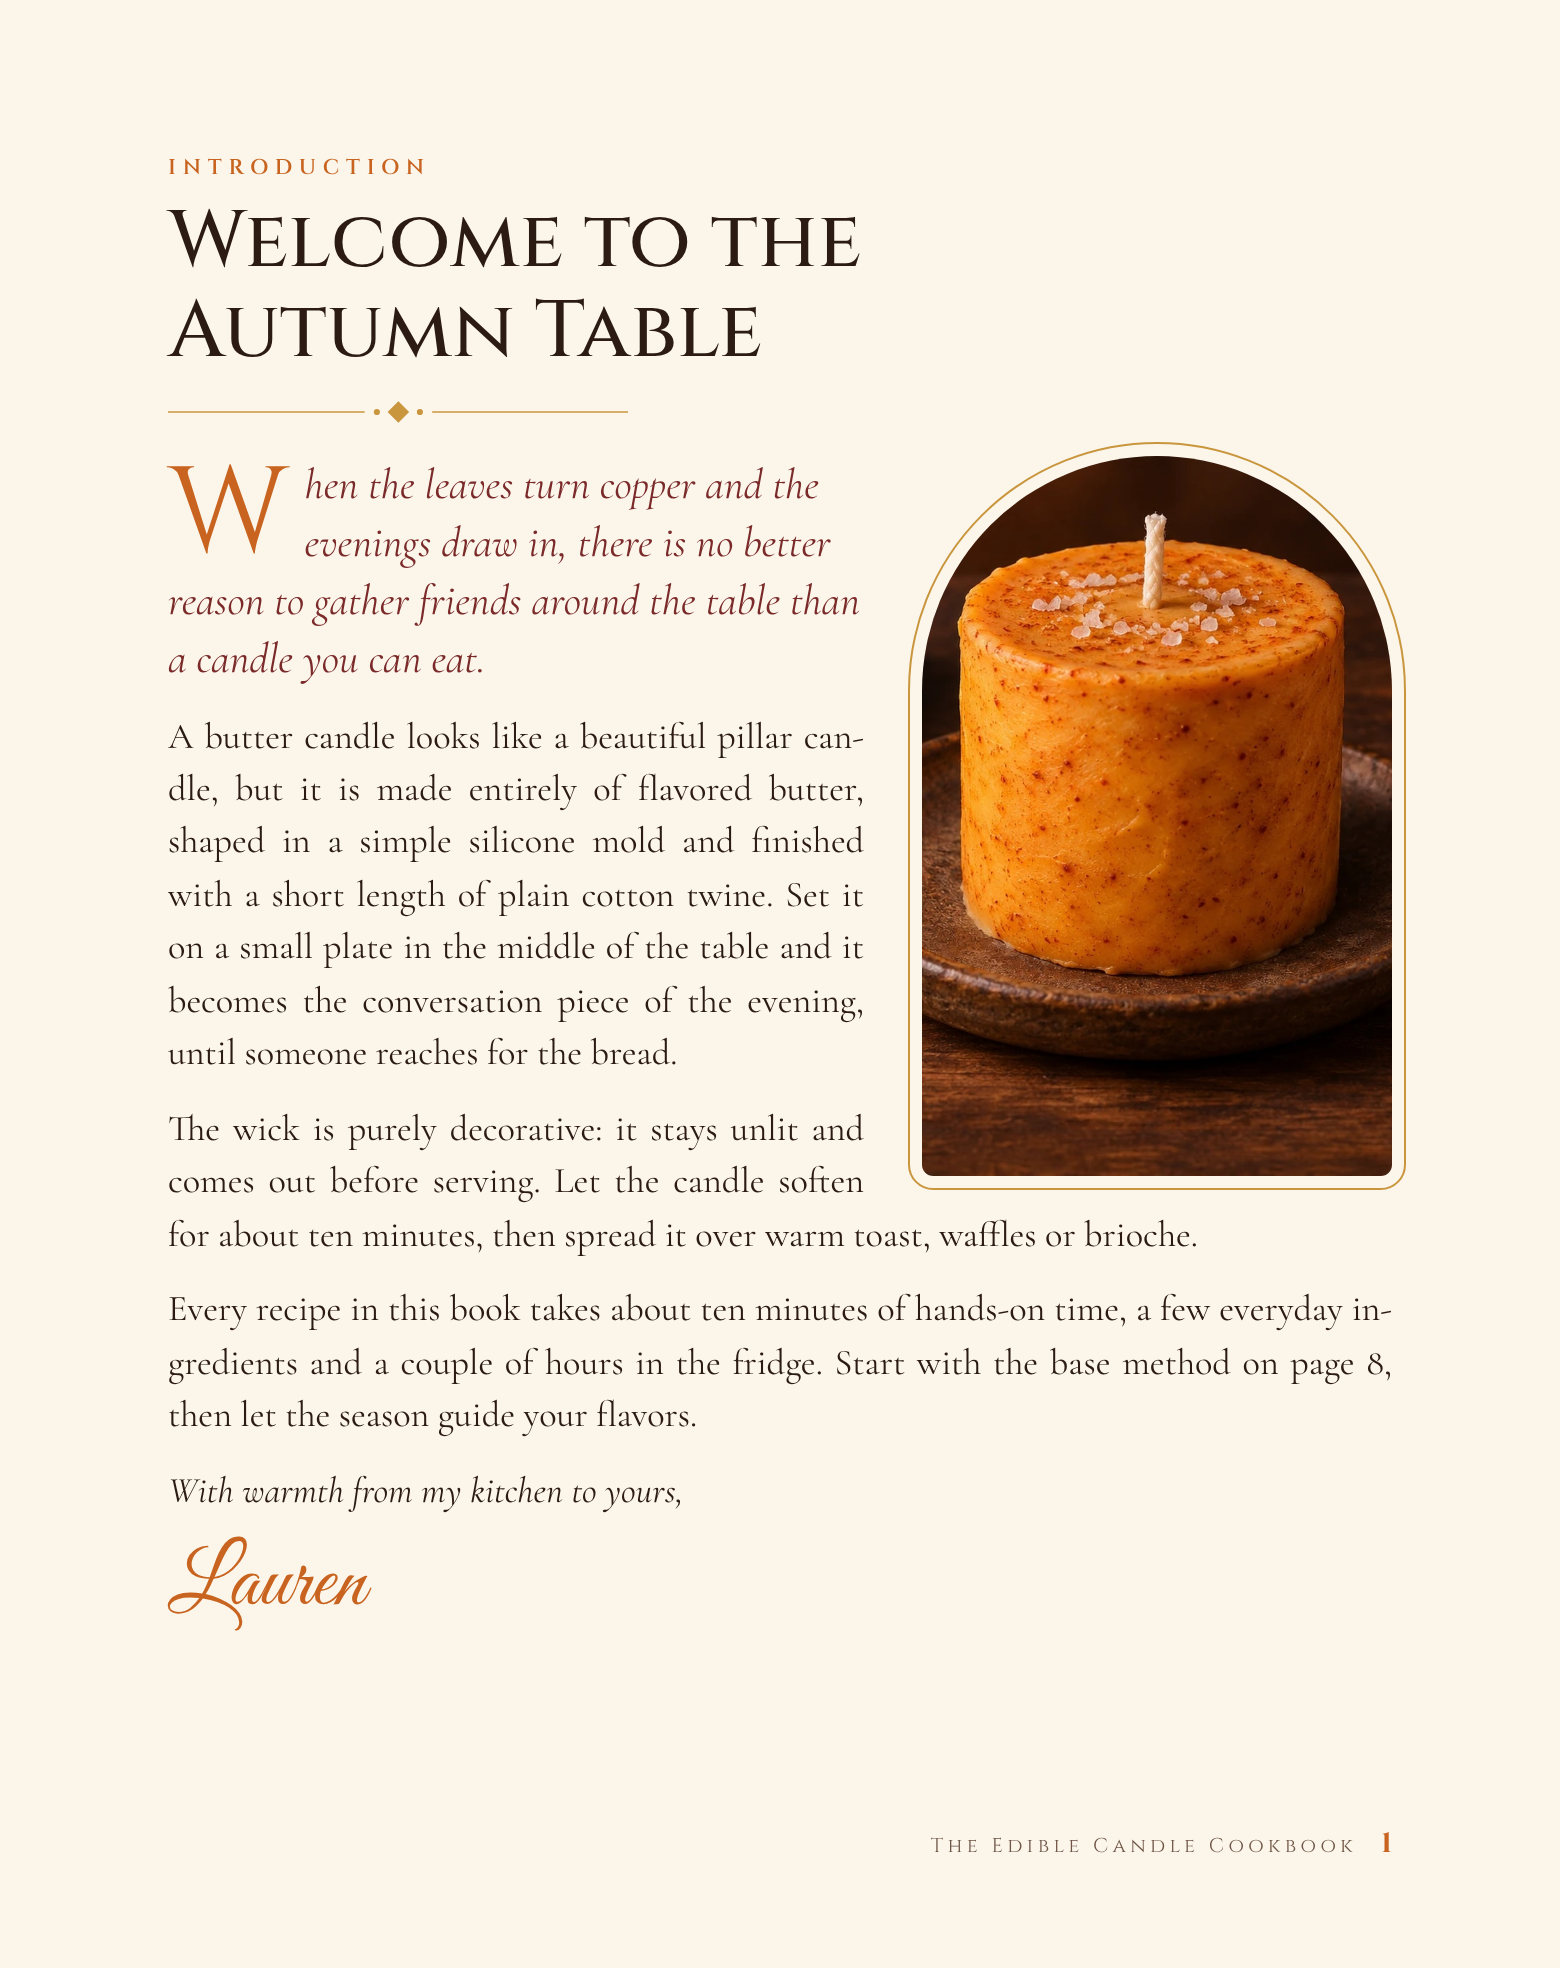 INTRODUCTION
Welcome to the
Autumn Table
When the leaves turn copper and the
evenings draw in, there is no better
reason to gather friends around the table than
a candle you can eat.
A butter candle looks like a beautiful pillar can-
dle, but it is made entirely of flavored butter,
shaped in a simple silicone mold and finished
with a short length of plain cotton twine. Set it
on a small plate in the middle of the table and it
becomes the conversation piece of the evening,
until someone reaches for the bread.
The wick is purely decorative: it stays unlit and
comes out before serving. Let the candle soften
for about ten minutes, then spread it over warm toast, waffles or brioche.
Every recipe in this book takes about ten minutes of hands-on time, a few everyday in-
gredients and a couple of hours in the fridge. Start with the base method on page 8,
then let the season guide your flavors.
With warmth from my kitchen to yours,
Lauren
The Edible Candle Cookbook 1